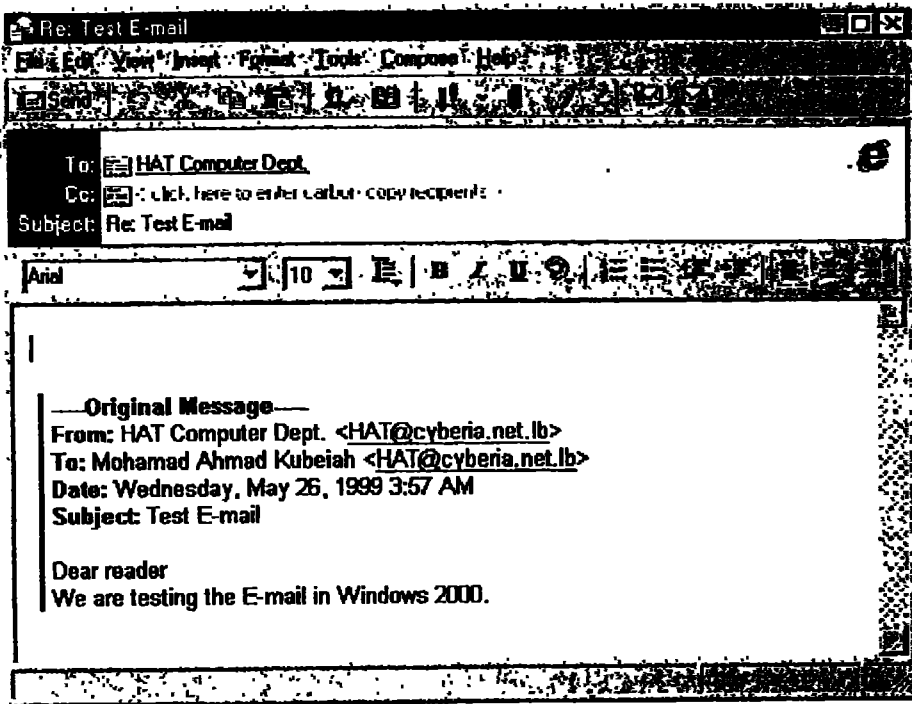 Re: Test E-mail
File Edit View Insert Format Tools Compose Help
Send
To: HAT Computer Dept.
Cc: < click here to enter carbon copy recipients >
Subject: Re: Test E-mail
Arial 10 B I U
----Original Message----
From: HAT Computer Dept. <HAT@cyberia.net.lb>
To: Mohamad Ahmad Kubeiah <HAT@cyberia.net.lb>
Date: Wednesday, May 26, 1999 3:57 AM
Subject: Test E-mail
Dear reader
We are testing the E-mail in Windows 2000.